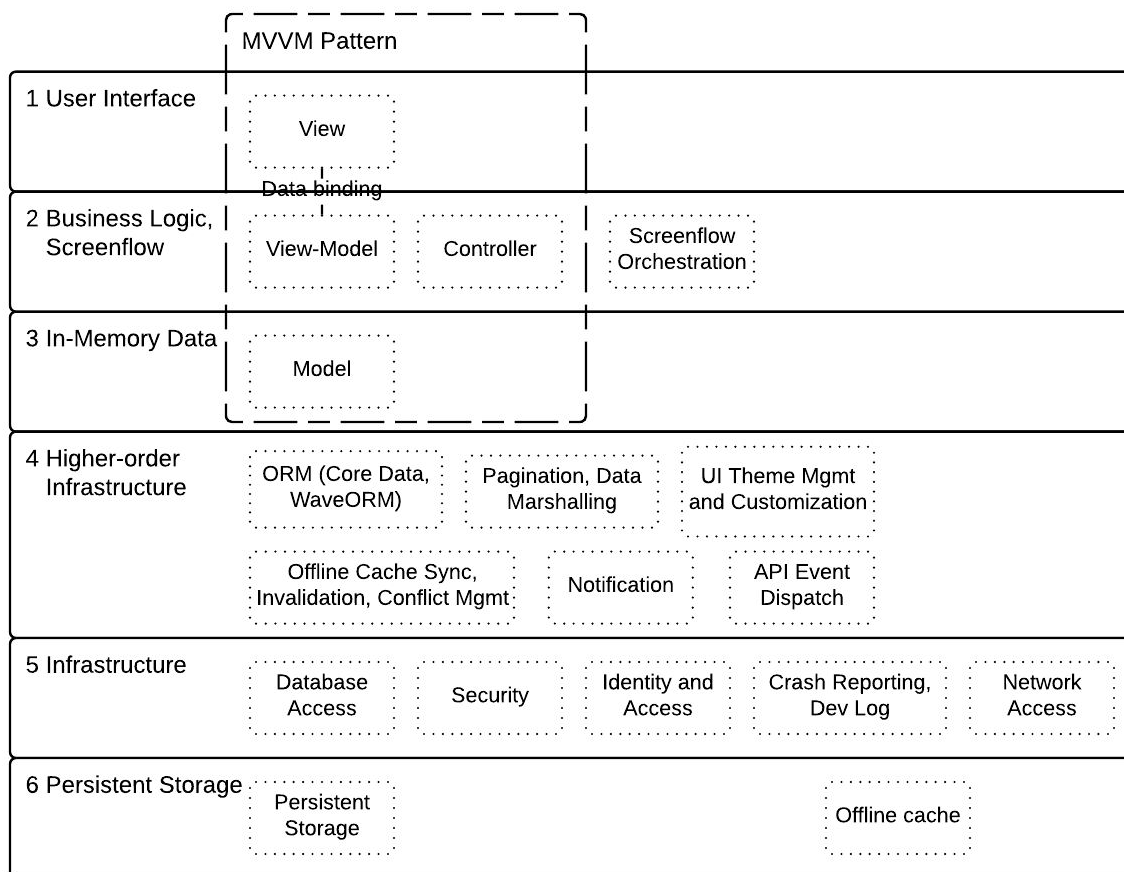 MVVM Pattern
1 User Interface
View
Data binding
2 Business Logic,
Screenflow
View-Model
Controller
Screenflow
Orchestration
3 In-Memory Data
Model
4 Higher-order
Infrastructure
ORM (Core Data,
WaveORM)
Pagination, Data
Marshalling
UI Theme Mgmt
and Customization
Offline Cache Sync,
Invalidation, Conflict Mgmt
Notification
API Event
Dispatch
5 Infrastructure
Database
Access
Security
Identity and
Access
Crash Reporting,
Dev Log
Network
Access
6 Persistent Storage
Persistent
Storage
Offline cache